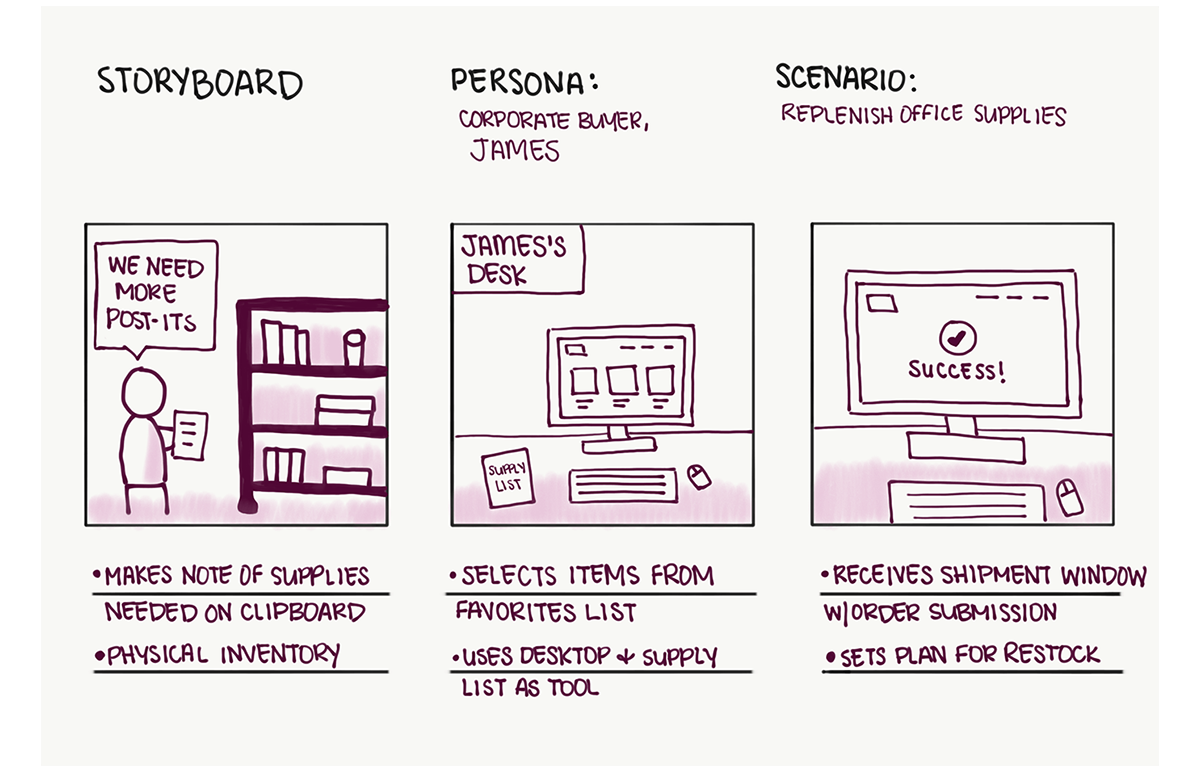 STORYBOARD
PERSONA:
CORPORATE BUYER,
JAMES
SCENARIO:
REPLENISH OFFICE SUPPLIES
WE NEED
MORE
POST-ITS
JAMES'S
DESK
SUPPLY
LIST
SUCCESS!
•MAKES NOTE OF SUPPLIES
NEEDED ON CLIPBOARD
•PHYSICAL INVENTORY
•SELECTS ITEMS FROM
FAVORITES LIST
•USES DESKTOP + SUPPLY
LIST AS TOOL
•RECEIVES SHIPMENT WINDOW
W/ORDER SUBMISSION
•SETS PLAN FOR RESTOCK